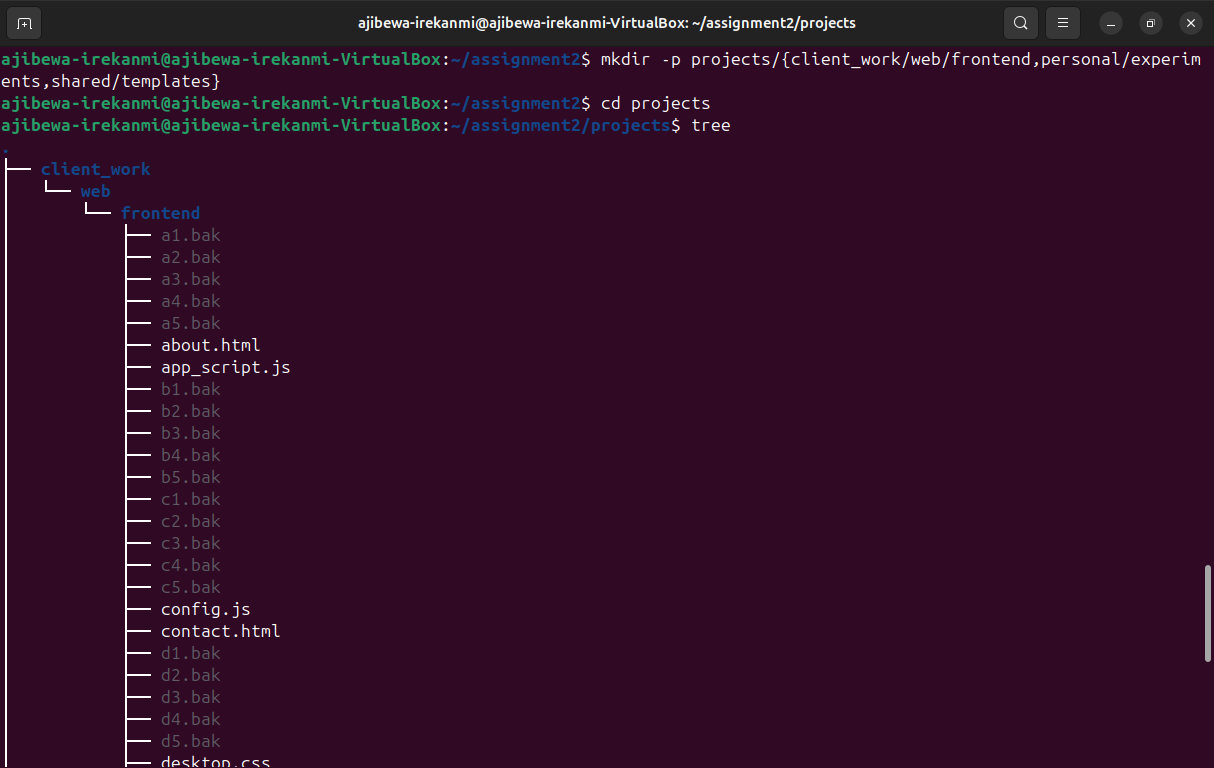 ajibewa-irekanmi@ajibewa-irekanmi-VirtualBox: ~/assignment2/projects
ajibewa-irekanmi@ajibewa-irekanmi-VirtualBox:~/assignment2$ mkdir -p projects/{client_work/web/frontend,personal/experim
ents,shared/templates}
ajibewa-irekanmi@ajibewa-irekanmi-VirtualBox:~/assignment2$ cd projects
ajibewa-irekanmi@ajibewa-irekanmi-VirtualBox:~/assignment2/projects$ tree
.
├── client_work
│   └── web
│       └── frontend
│           ├── a1.bak
│           ├── a2.bak
│           ├── a3.bak
│           ├── a4.bak
│           ├── a5.bak
│           ├── about.html
│           ├── app_script.js
│           ├── b1.bak
│           ├── b2.bak
│           ├── b3.bak
│           ├── b4.bak
│           ├── b5.bak
│           ├── c1.bak
│           ├── c2.bak
│           ├── c3.bak
│           ├── c4.bak
│           ├── c5.bak
│           ├── config.js
│           ├── contact.html
│           ├── d1.bak
│           ├── d2.bak
│           ├── d3.bak
│           ├── d4.bak
│           ├── d5.bak
│           ├── desktop.css